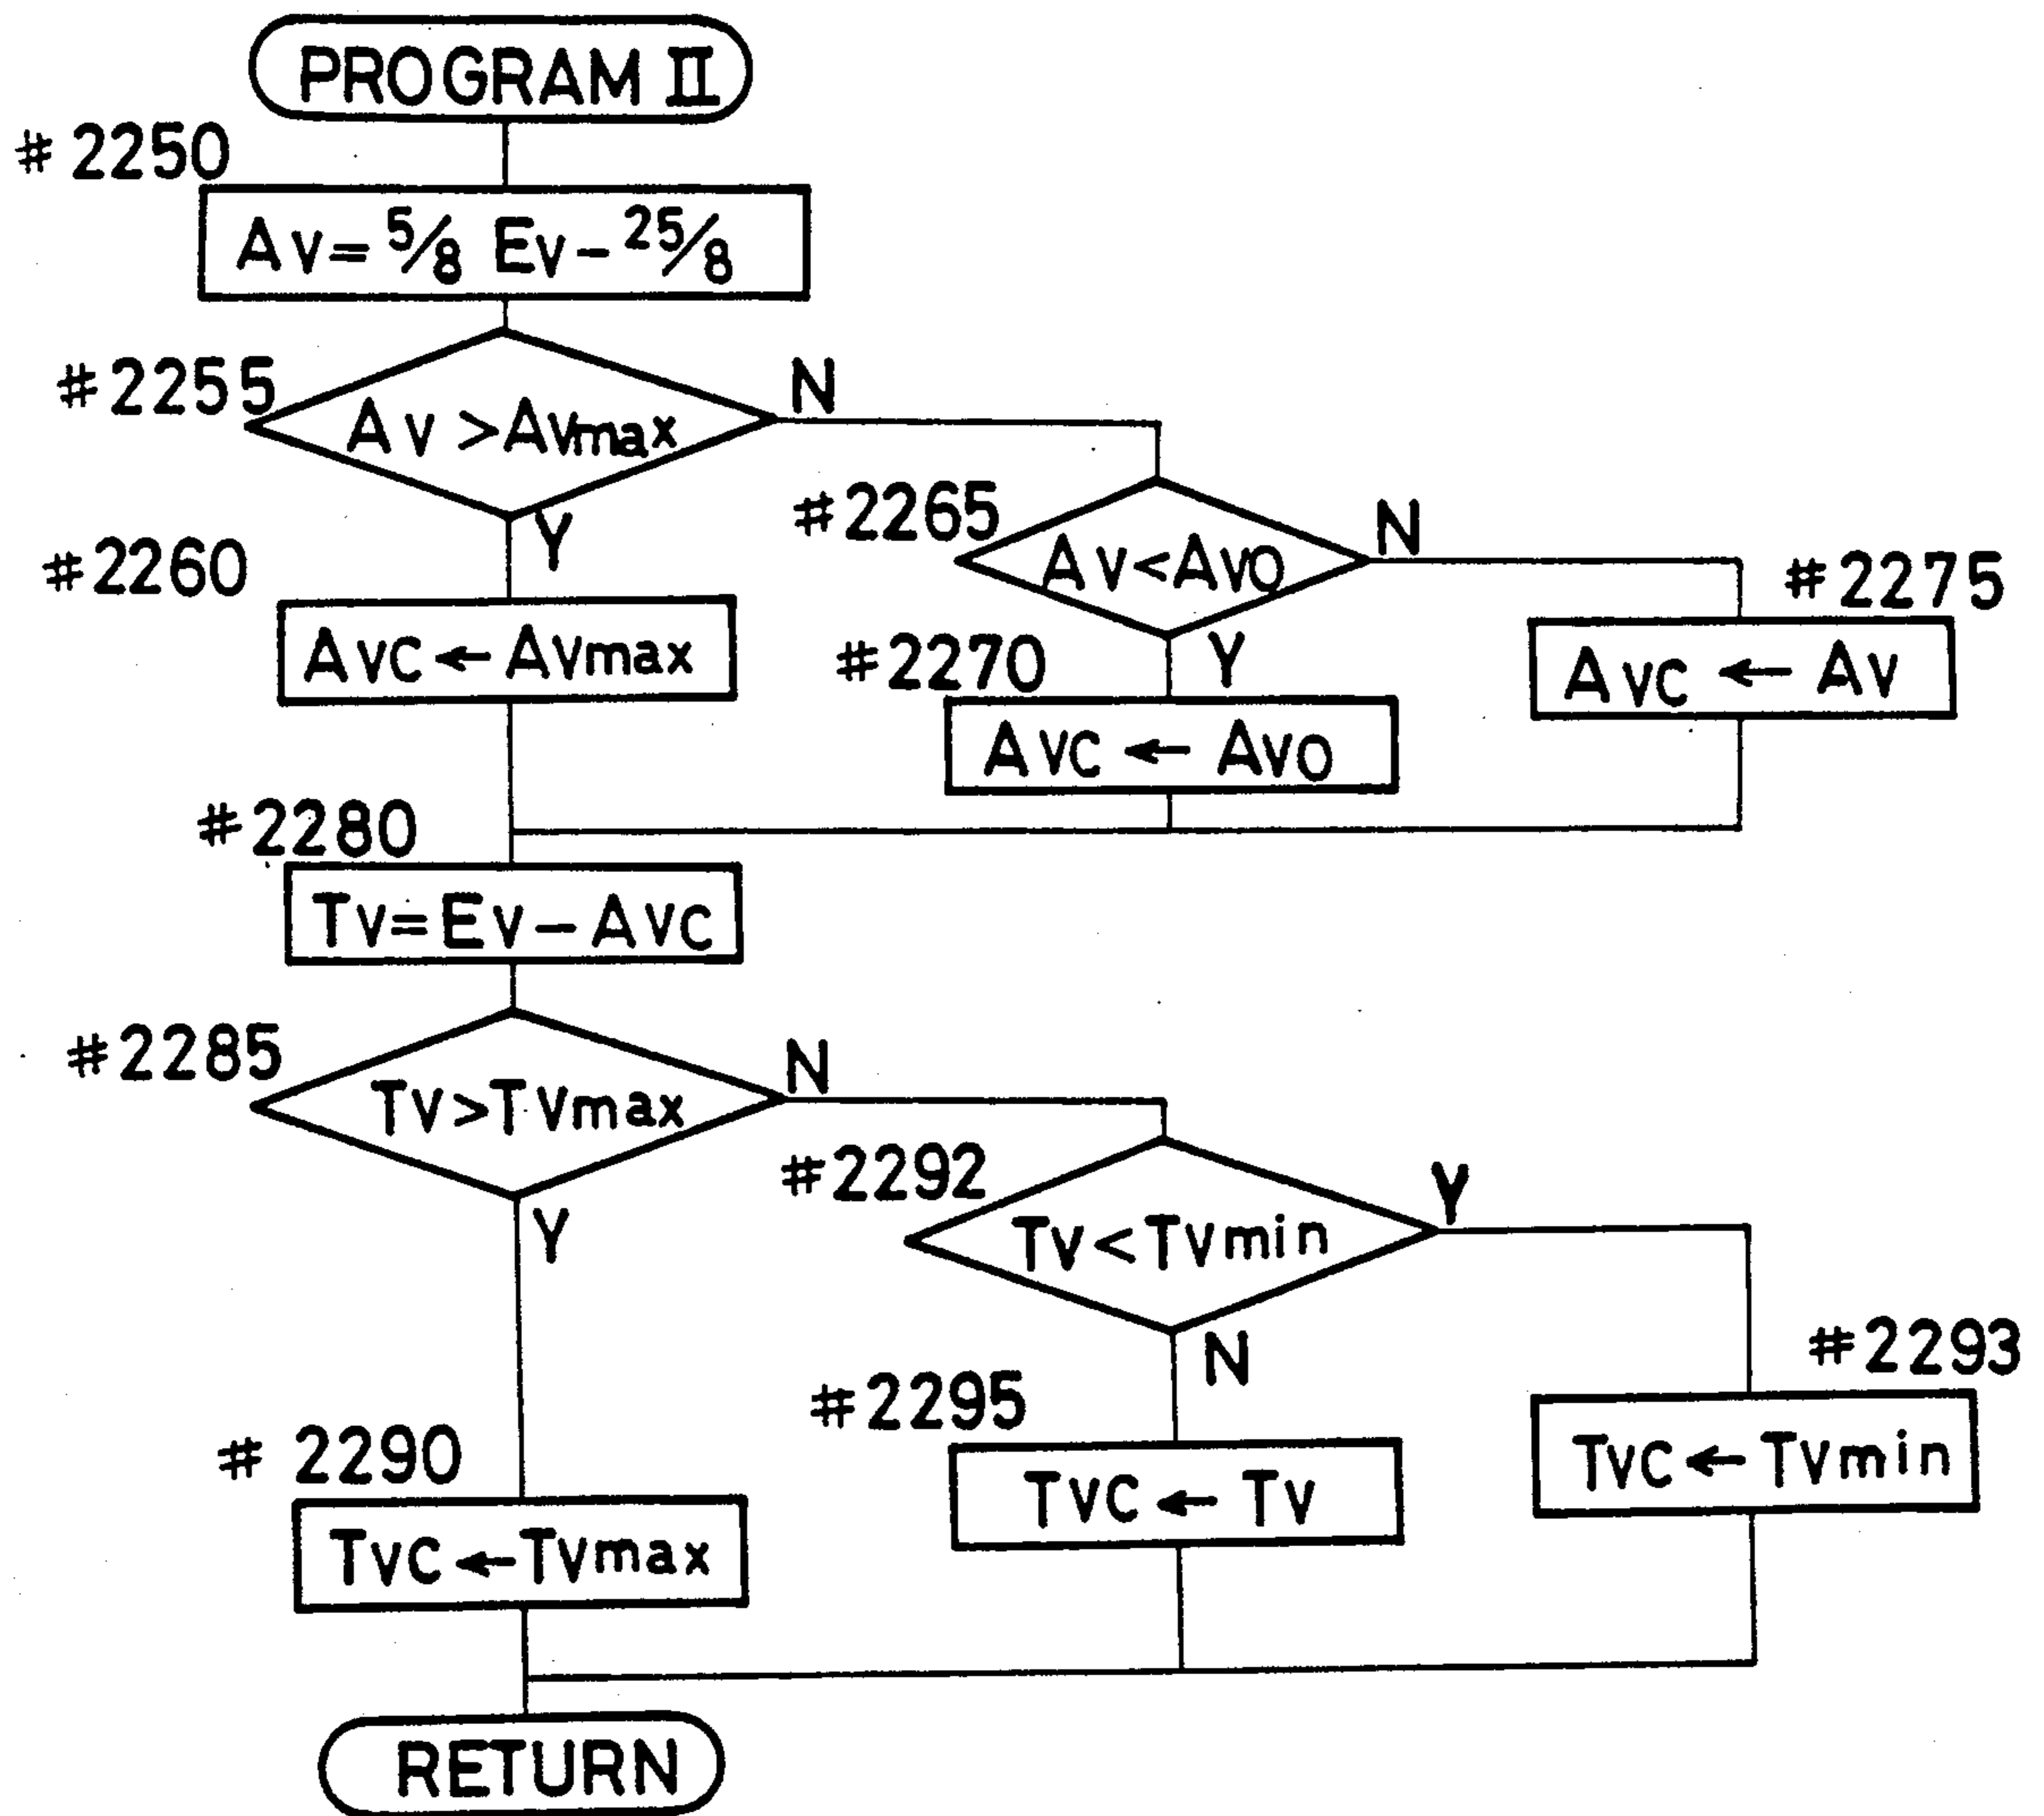 PROGRAM II
#2250
Av=5/8 Ev-25/8
#2255
Av>Avmax
N
Y
#2265
Av<Avo
N
Y
#2260
Avc←Avmax
#2270
Avc←Avo
#2275
Avc←Av
#2280
Tv=Ev-Avc
#2285
Tv>Tvmax
N
Y
#2292
Tv<Tvmin
Y
N
#2293
Tvc←Tvmin
#2295
Tvc←Tv
# 2290
Tvc←Tvmax
RETURN